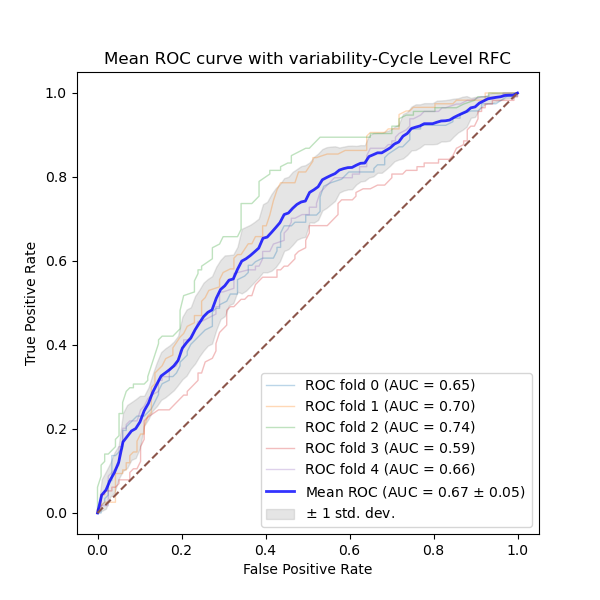 Mean ROC curve with variability-Cycle Level RFC
True Positive Rate
1.0
0.8
0.6
0.4
0.2
0.0
ROC fold 0 (AUC = 0.65)
ROC fold 1 (AUC = 0.70)
ROC fold 2 (AUC = 0.74)
ROC fold 3 (AUC = 0.59)
ROC fold 4 (AUC = 0.66)
Mean ROC (AUC = 0.67 ± 0.05)
± 1 std. dev.
0.0 0.2 0.4 0.6 0.8 1.0
False Positive Rate